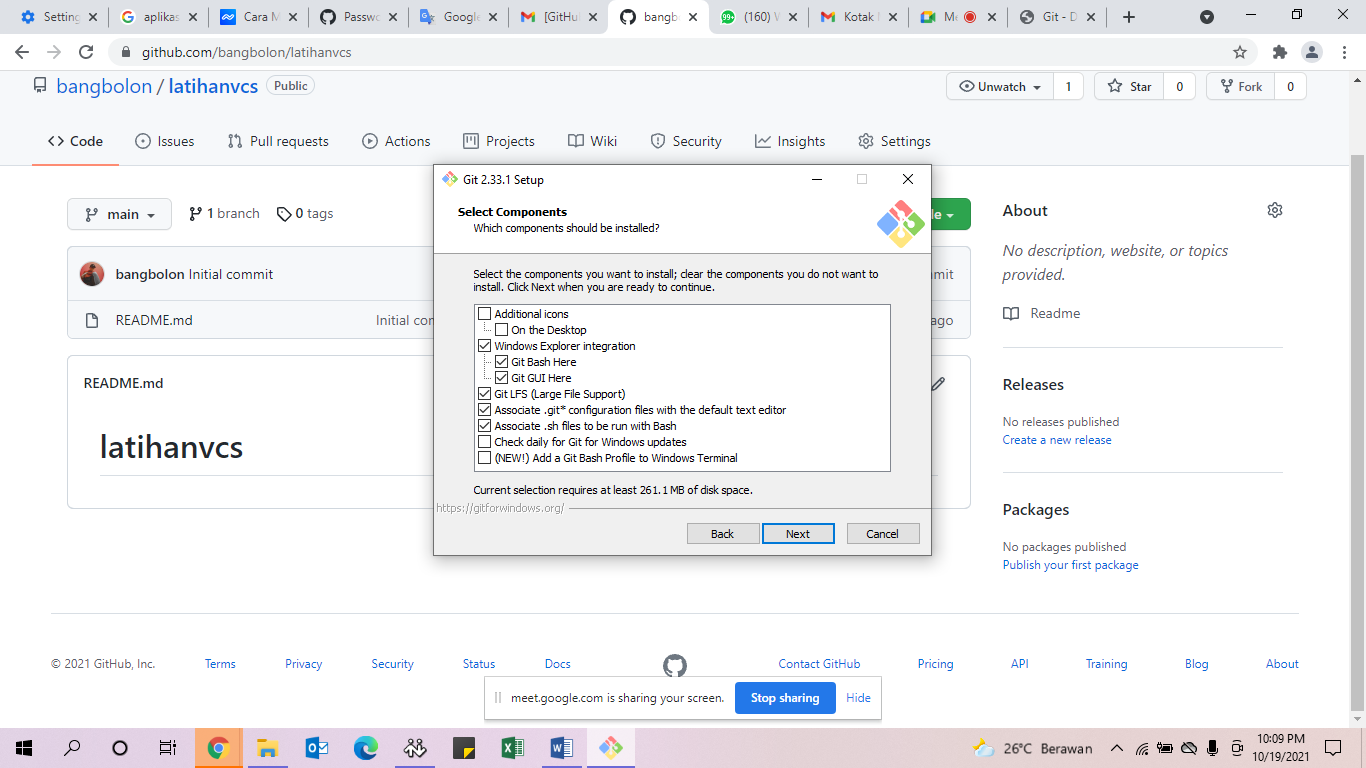 Setting
aplikas
Cara M
Passwo
Google
[GitHu
bangb
(160) W
Kotak
Me
Git - D
github.com/bangbolon/latihanvcs
bangbolon / latihanvcs Public
Unwatch 1
Star 0
Fork 0
Code
Issues
Pull requests
Actions
Projects
Wiki
Security
Insights
Settings
main
1 branch
0 tags
bangbolon Initial commit
README.md
Initial con
ago
README.md
latihanvcs
Git 2.33.1 Setup
Select Components
Which components should be installed?
Select the components you want to install; clear the components you do not want to
install. Click Next when you are ready to continue.
Additional icons
On the Desktop
Windows Explorer integration
Git Bash Here
Git GUI Here
Git LFS (Large File Support)
Associate .git* configuration files with the default text editor
Associate .sh files to be run with Bash
Check daily for Git for Windows updates
(NEW!) Add a Git Bash Profile to Windows Terminal
Current selection requires at least 261.1 MB of disk space.
https://gitforwindows.org/
Back
Next
Cancel
About
No description, website, or topics
provided.
Readme
Releases
No releases published
Create a new release
Packages
No packages published
Publish your first package
© 2021 GitHub, Inc.
Terms
Privacy
Security
Status
Docs
Contact GitHub
Pricing
API
Training
Blog
About
meet.google.com is sharing your screen.
Stop sharing
Hide
26°C Berawan
10:09 PM
10/19/2021